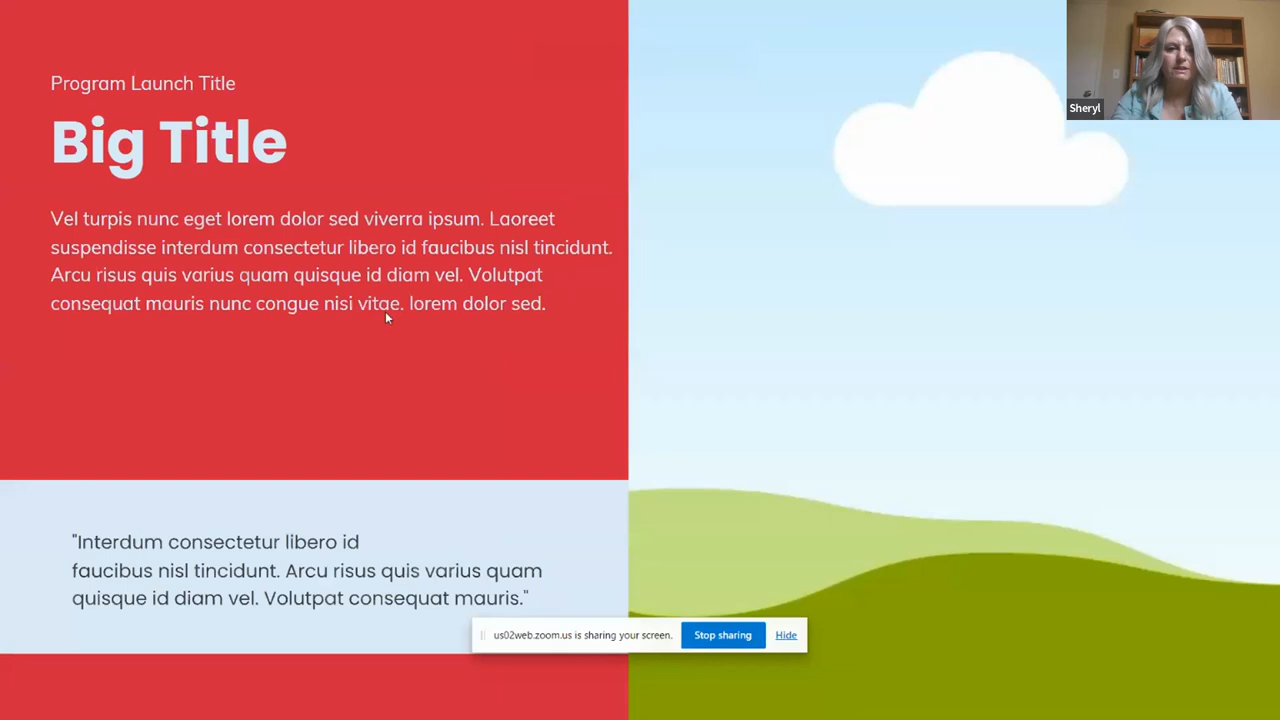 Program Launch Title
Big Title
Vel turpis nunc eget lorem dolor sed viverra ipsum. Laoreet
suspendisse interdum consectetur libero id faucibus nisl tincidunt.
Arcu risus quis varius quam quisque id diam vel. Volutpat
consequat mauris nunc congue nisi vitae. lorem dolor sed.
"Interdum consectetur libero id
faucibus nisl tincidunt. Arcu risus quis varius quam
quisque id diam vel. Volutpat consequat mauris."
Sheryl
us02web.zoom.us is sharing your screen. Stop sharing Hide